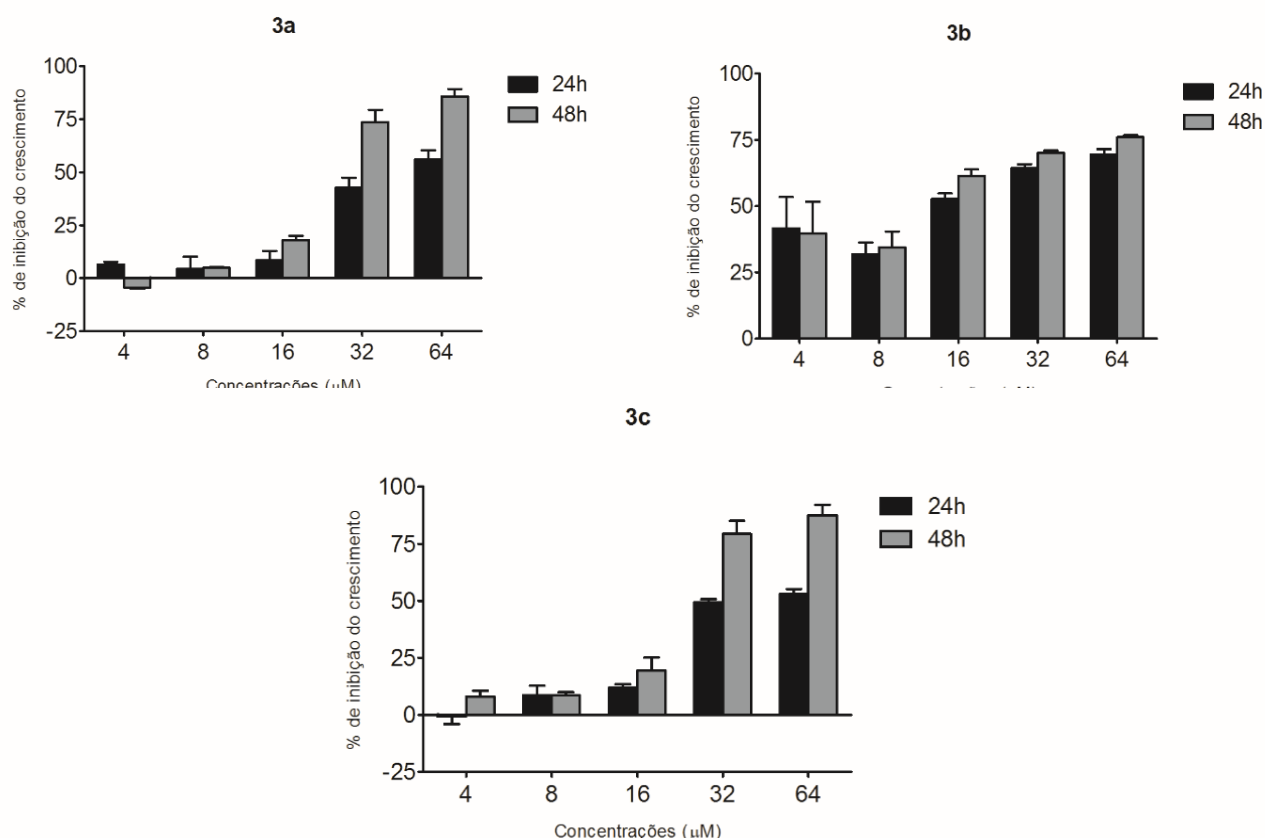 3a
% de inibição do crescimento
100
75
50
25
0
-25
4 8 16 32 64
Concentrações (µM)
24h
48h
3b
% de inibição do crescimento
100
75
50
25
0
4 8 16 32 64
24h
48h
3c
% de inibição do crescimento
100
75
50
25
0
-25
4 8 16 32 64
Concentrações (µM)
24h
48h